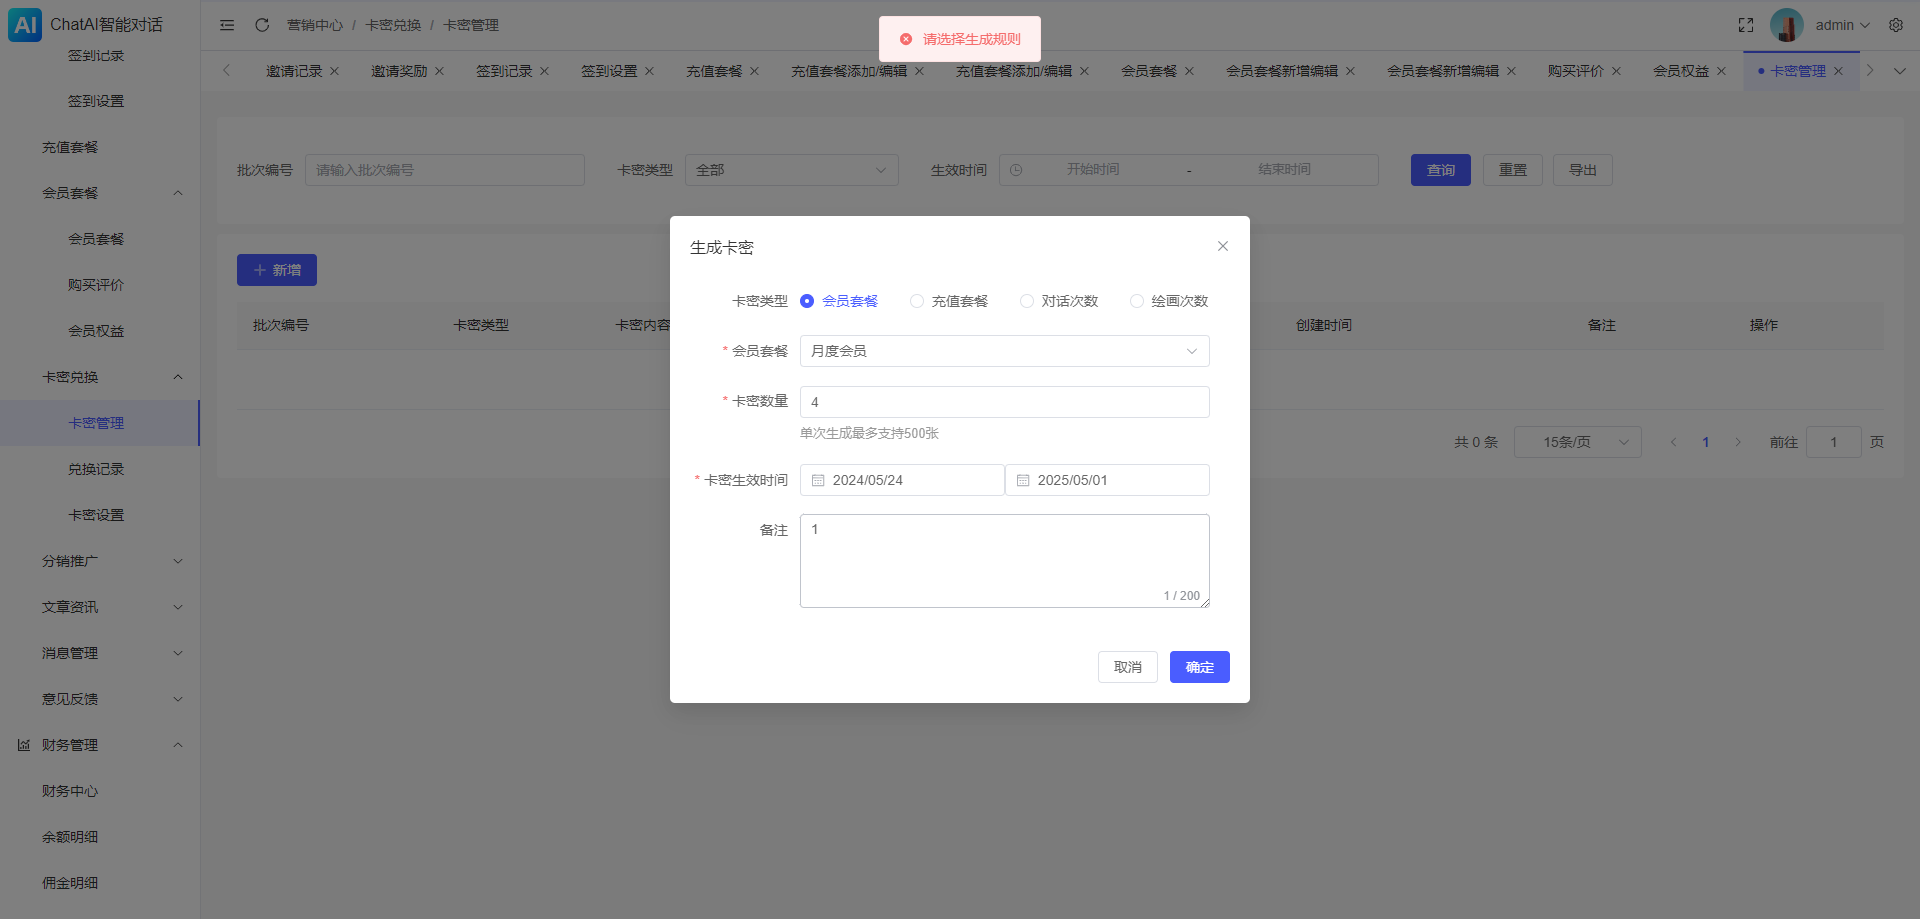 AI ChatAI智能对话
营销中心 / 卡密兑换 / 卡密管理
请选择生成规则
admin
邀请记录
邀请奖励
签到记录
签到设置
充值套餐
充值套餐添加/编辑
充值套餐添加/编辑
会员套餐
会员套餐新增编辑
会员套餐新增编辑
购买评价
会员权益
卡密管理
签到记录
签到设置
充值套餐
会员套餐
会员套餐
购买评价
会员权益
卡密兑换
卡密管理
兑换记录
卡密设置
分销推广
文章资讯
消息管理
意见反馈
财务管理
财务中心
余额明细
佣金明细
批次编号 请输入批次编号 卡密类型 全部 生效时间 开始时间 - 结束时间 查询 重置 导出
新增
批次编号 卡密类型 卡密内容 创建时间 备注 操作
共 0 条 15条/页 1 前往 1 页
生成卡密
卡密类型 会员套餐 充值套餐 对话次数 绘画次数
* 会员套餐 月度会员
* 卡密数量 4
单次生成最多支持500张
* 卡密生效时间 2024/05/24 2025/05/01
备注 1
1 / 200
取消 确定